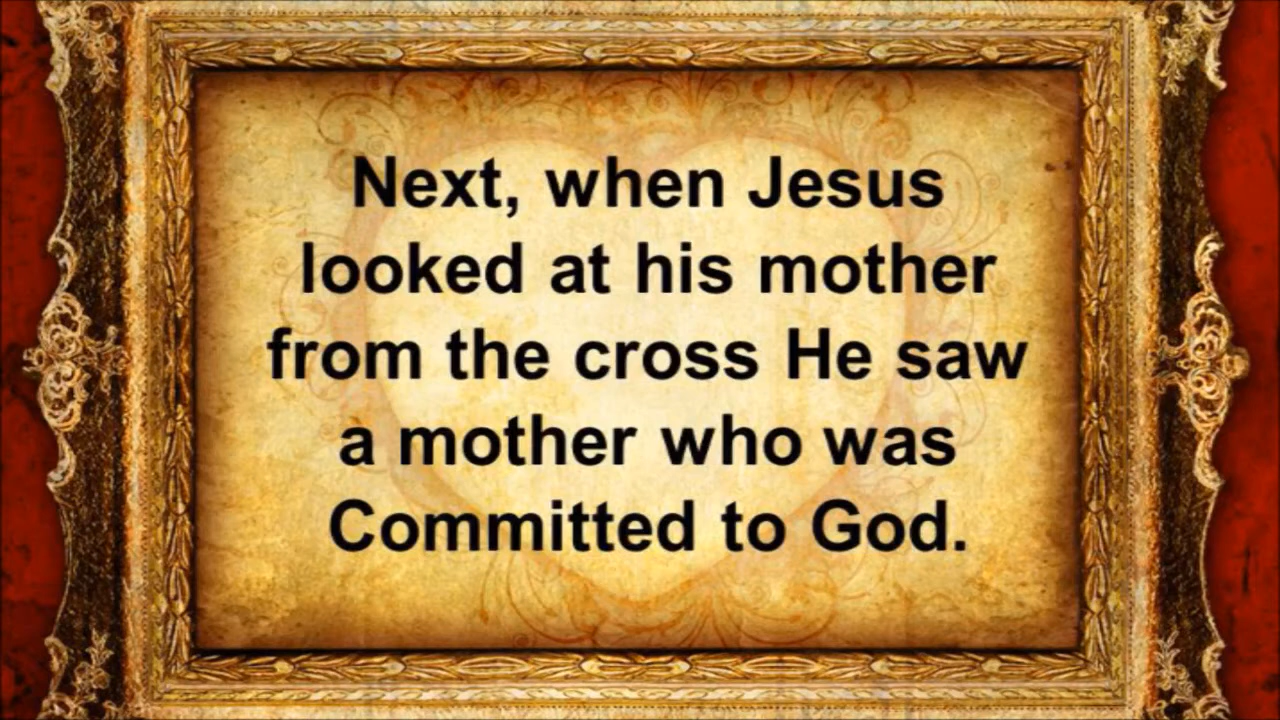 Next, when Jesus
looked at his mother
from the cross He saw
a mother who was
Committed to God.